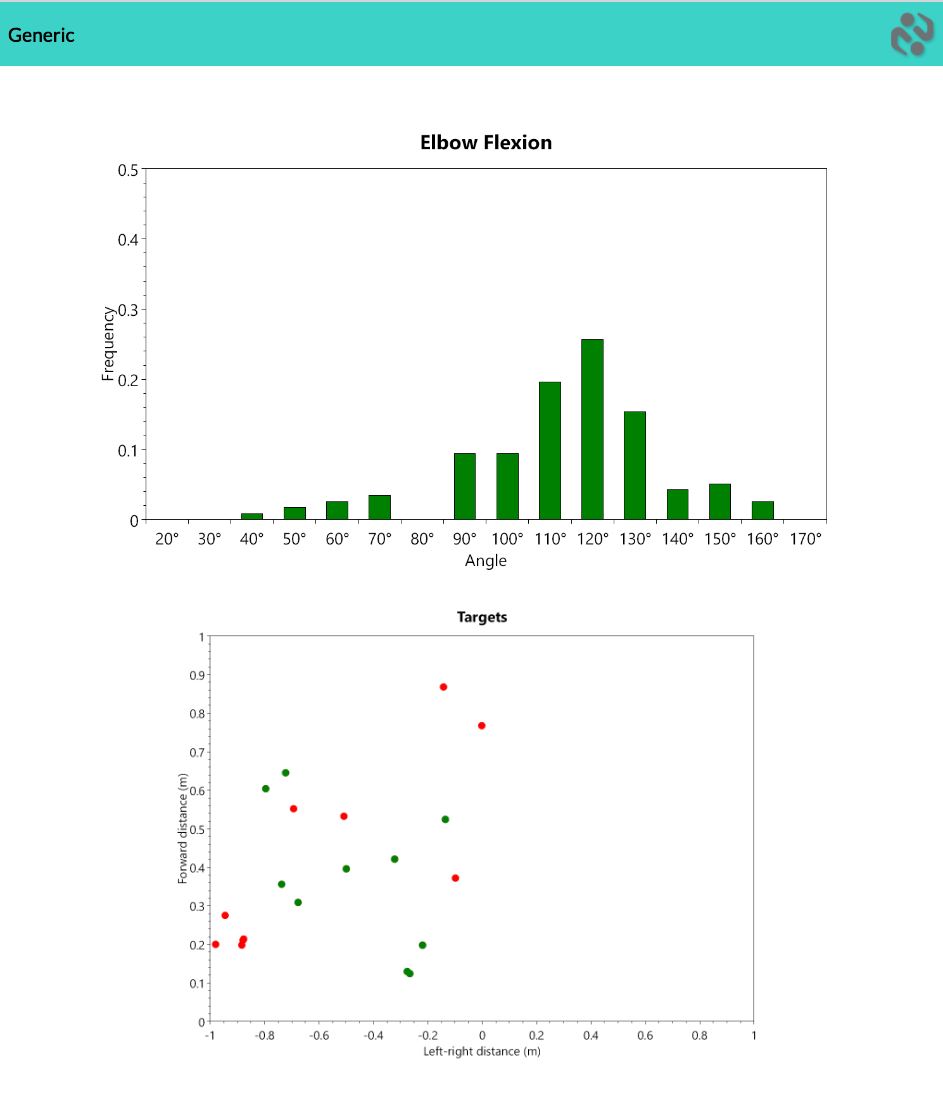 Generic
Elbow Flexion
0.5
0.4
0.3
0.2
0.1
0
Frequency
20° 30° 40° 50° 60° 70° 80° 90° 100° 110° 120° 130° 140° 150° 160° 170°
Angle
Targets
1
0.9
0.8
0.7
0.6
0.5
0.4
0.3
0.2
0.1
0
Forward distance (m)
-1 -0.8 -0.6 -0.4 -0.2 0 0.2 0.4 0.6 0.8 1
Left-right distance (m)